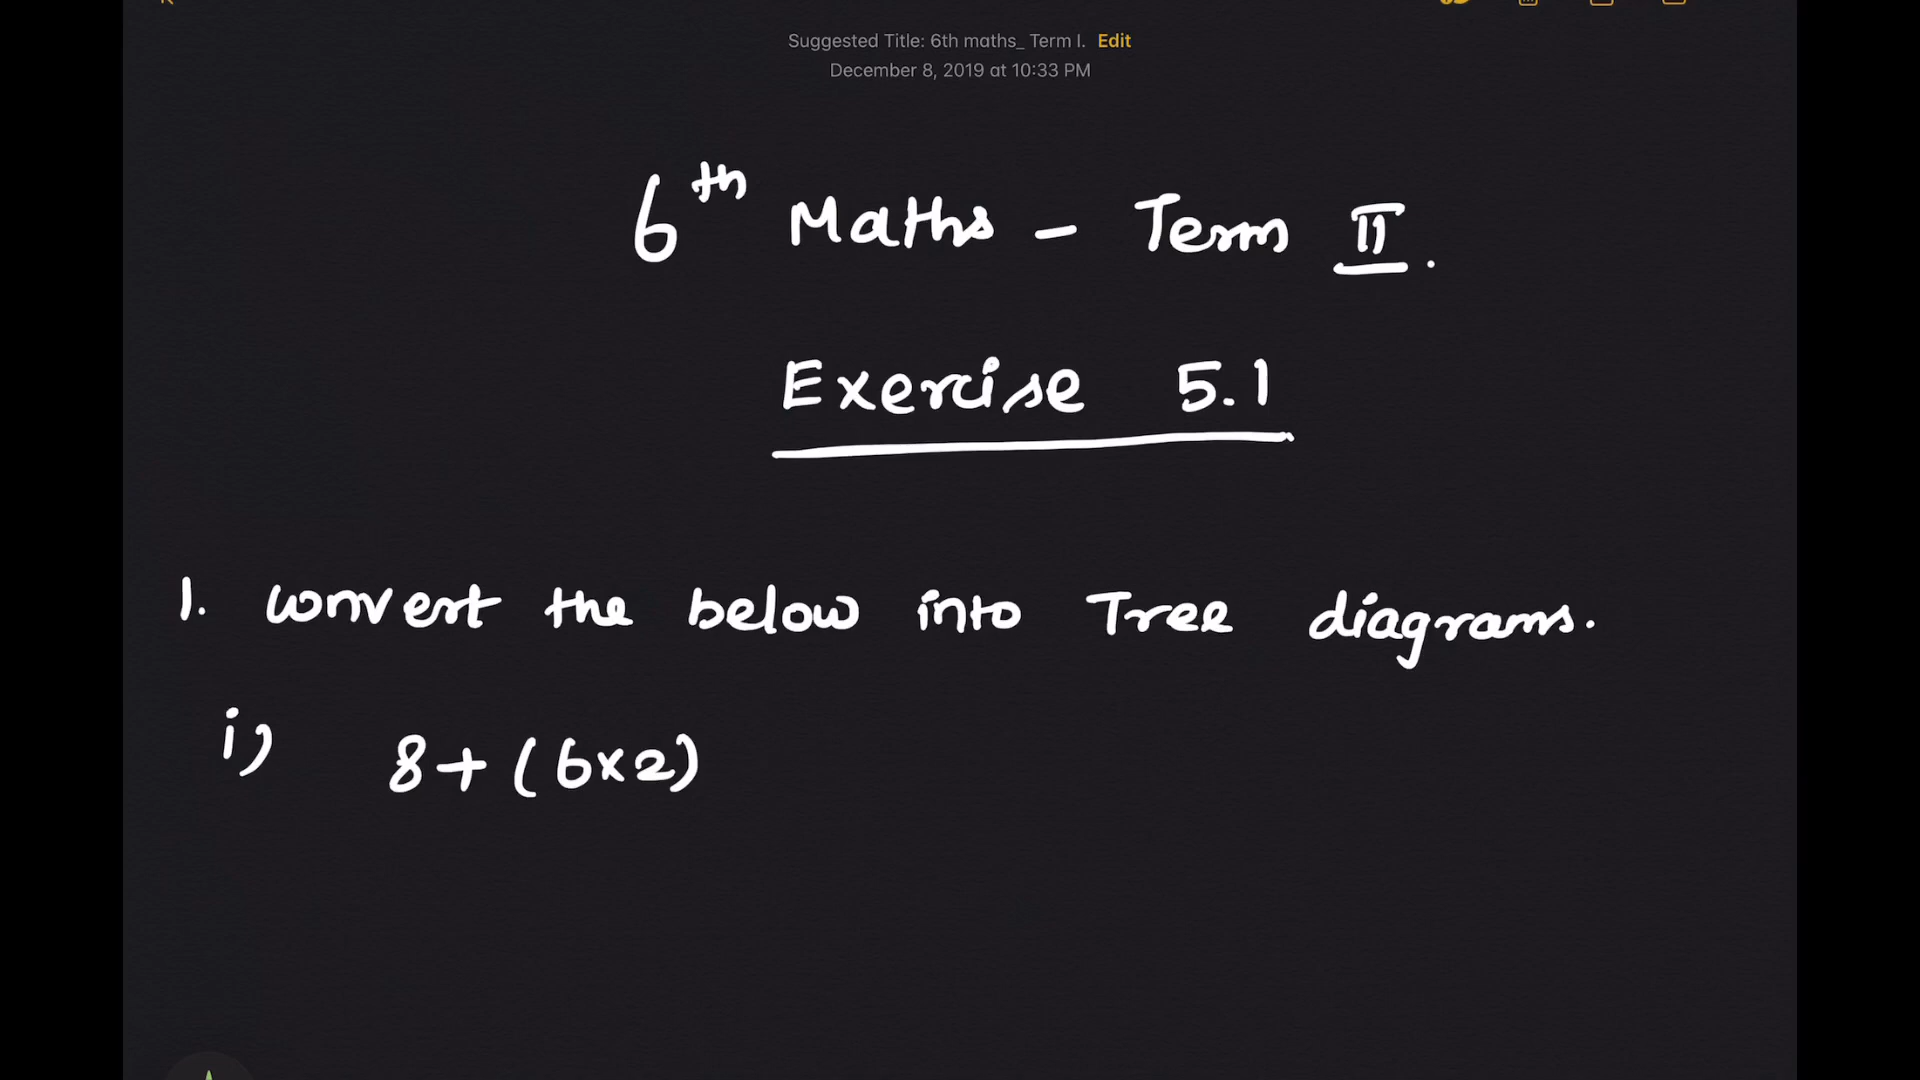 Suggested Title: 6th maths_ Term I. Edit
December 8, 2019 at 10:33 PM
6th Maths - Term II.
Exercise 5.1
1. Convert the below into Tree diagrams.
i) 8+(6×2)